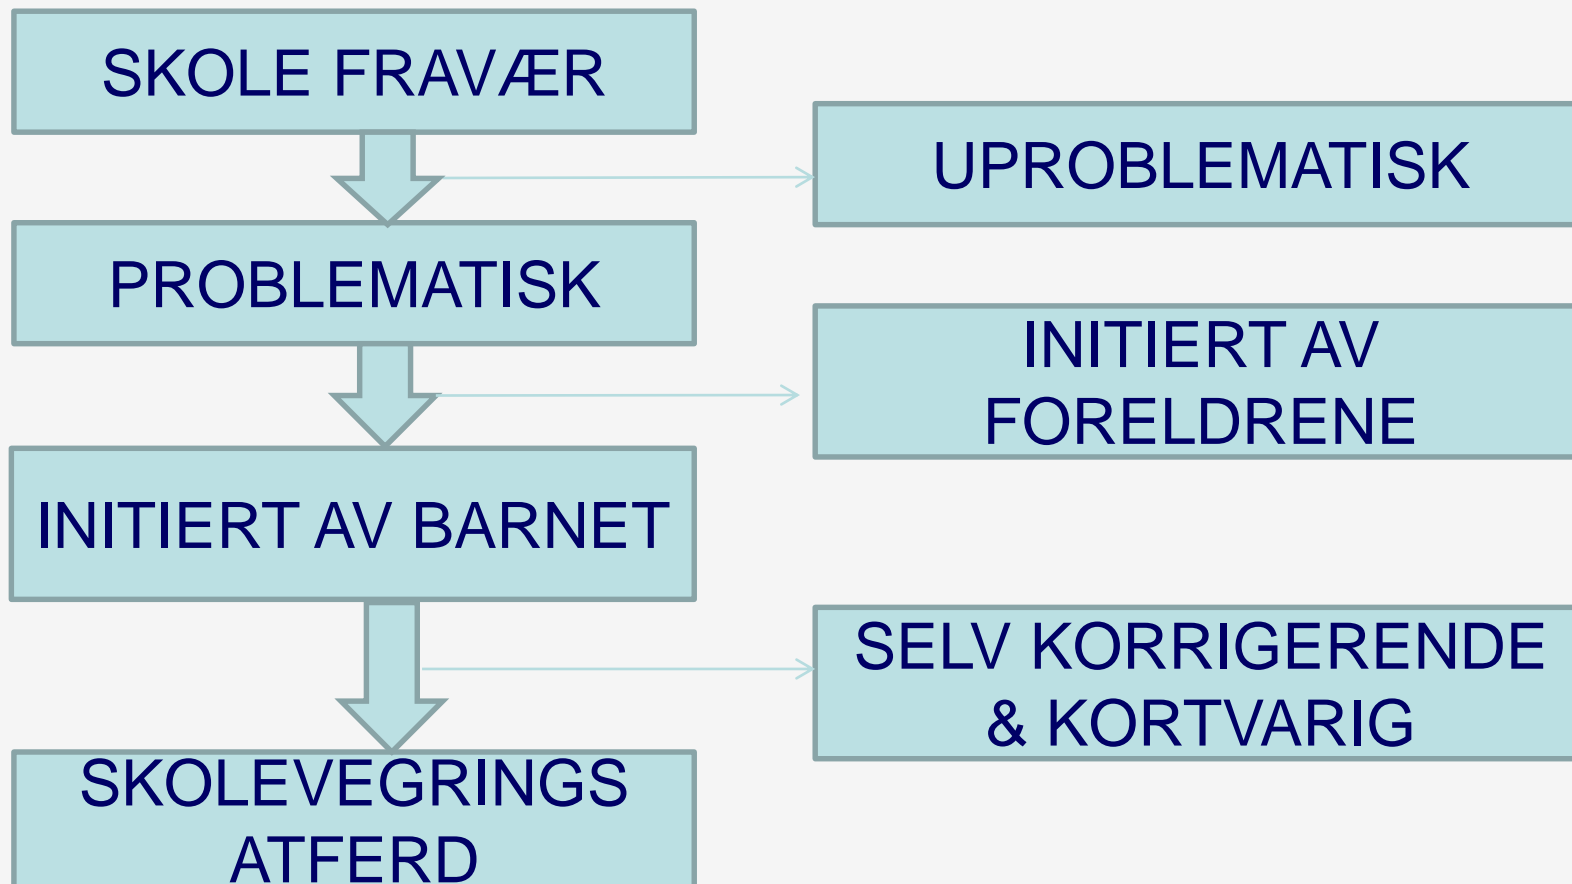 SKOLE FRAVÆR
UPROBLEMATISK
PROBLEMATISK
INITIERT AV
FORELDRENE
INITIERT AV BARNET
SELV KORRIGERENDE
& KORTVARIG
SKOLEVEGRINGS
ATFERD